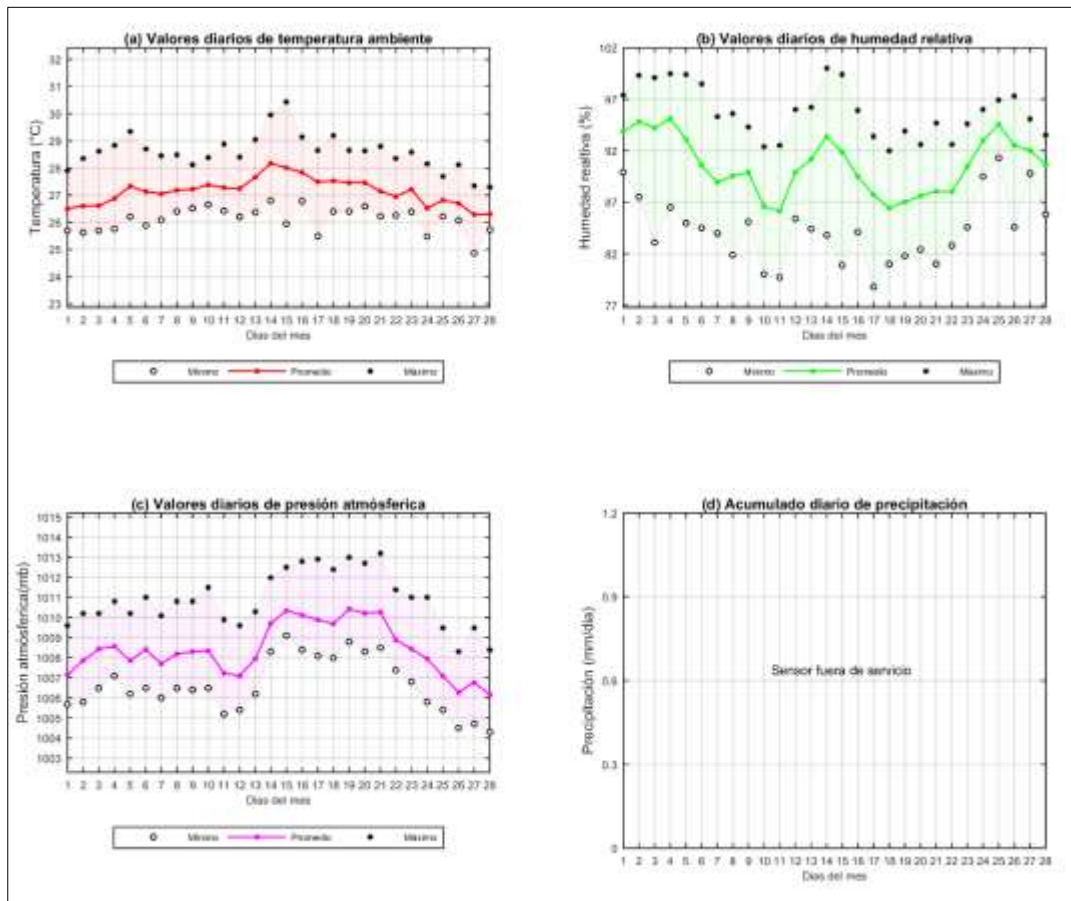 (a) Valores diarios de temperatura ambiente
32
31
30
29
28
27
26
25
24
23
Temperatura (°C)
1 2 3 4 5 6 7 8 9 10 11 12 13 14 15 16 17 18 19 20 21 22 23 24 25 26 27 28
Días del mes
Mínimo Promedio Máximo
(b) Valores diarios de humedad relativa
102
97
92
87
82
77
Humedad realtiva (%)
1 2 3 4 5 6 7 8 9 10 11 12 13 14 15 16 17 18 19 20 21 22 23 24 25 26 27 28
Días del mes
Mínimo Promedio Máximo
(c) Valores diarios de presión atmósferica
1015
1014
1013
1012
1011
1010
1009
1008
1007
1006
1005
1004
1003
Presión atmósferica(mb)
1 2 3 4 5 6 7 8 9 10 11 12 13 14 15 16 17 18 19 20 21 22 23 24 25 26 27 28
Días del mes
Mínimo Promedio Máximo
(d) Acumulado diario de precipitación
1.2
0.9
0.6
0.3
0
Precipitación (mm/día)
Sensor fuera de servicio
1 2 3 4 5 6 7 8 9 10 11 12 13 14 15 16 17 18 19 20 21 22 23 24 25 26 27 28
Días del mes